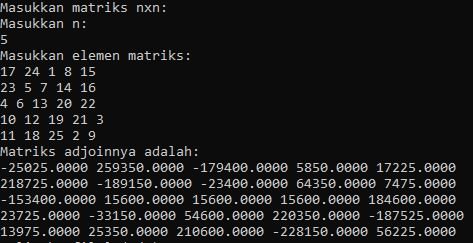 Masukkan matriks nxn:
Masukkan n:
5
Masukkan elemen matriks:
17 24 1 8 15
23 5 7 14 16
4 6 13 20 22
10 12 19 21 3
11 18 25 2 9
Matriks adjoinnya adalah:
-25025.0000 259350.0000 -179400.0000 5850.0000 17225.0000
218725.0000 -189150.0000 -23400.0000 64350.0000 7475.0000
-153400.0000 15600.0000 15600.0000 15600.0000 184600.0000
23725.0000 -33150.0000 54600.0000 220350.0000 -187525.0000
13975.0000 25350.0000 210600.0000 -228150.0000 56225.0000